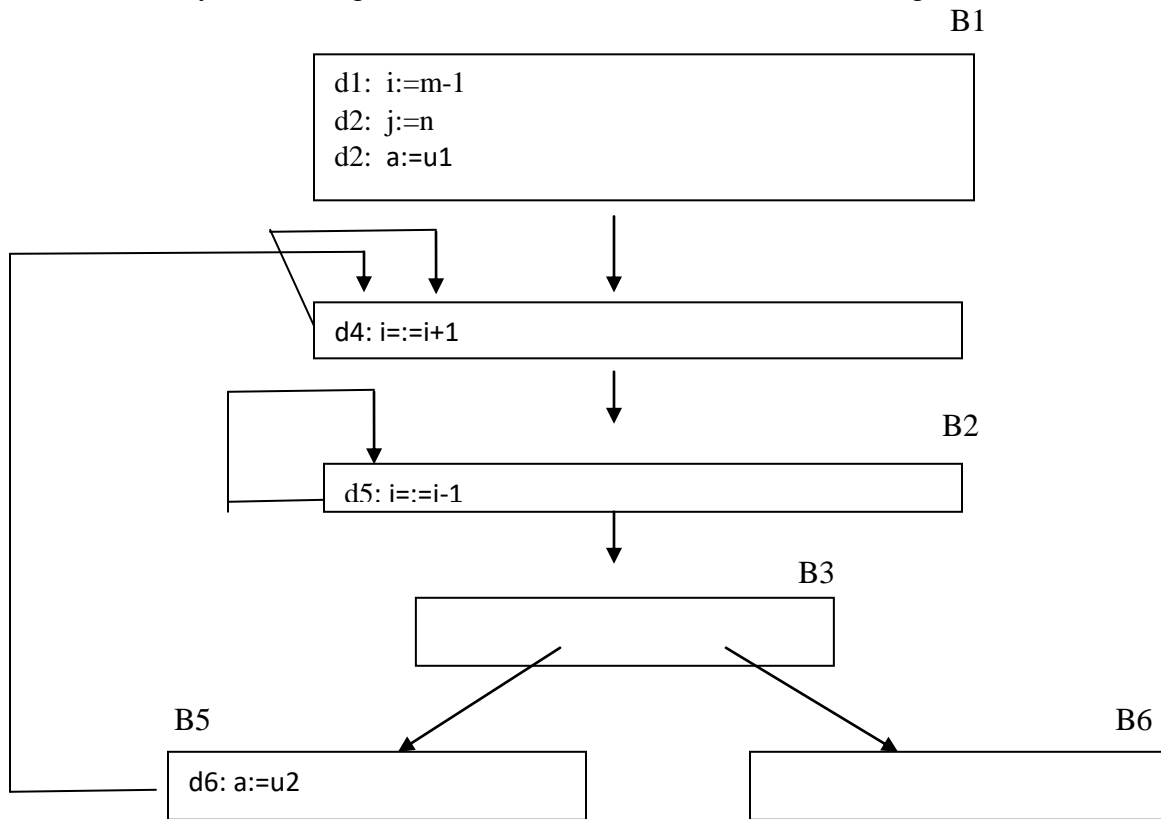 B1
d1: i:=m-1
d2: j:=n
d2: a:=u1
d4: i=:=i+1
B2
d5: i=:=i-1
B3
B5
B6
d6: a:=u2